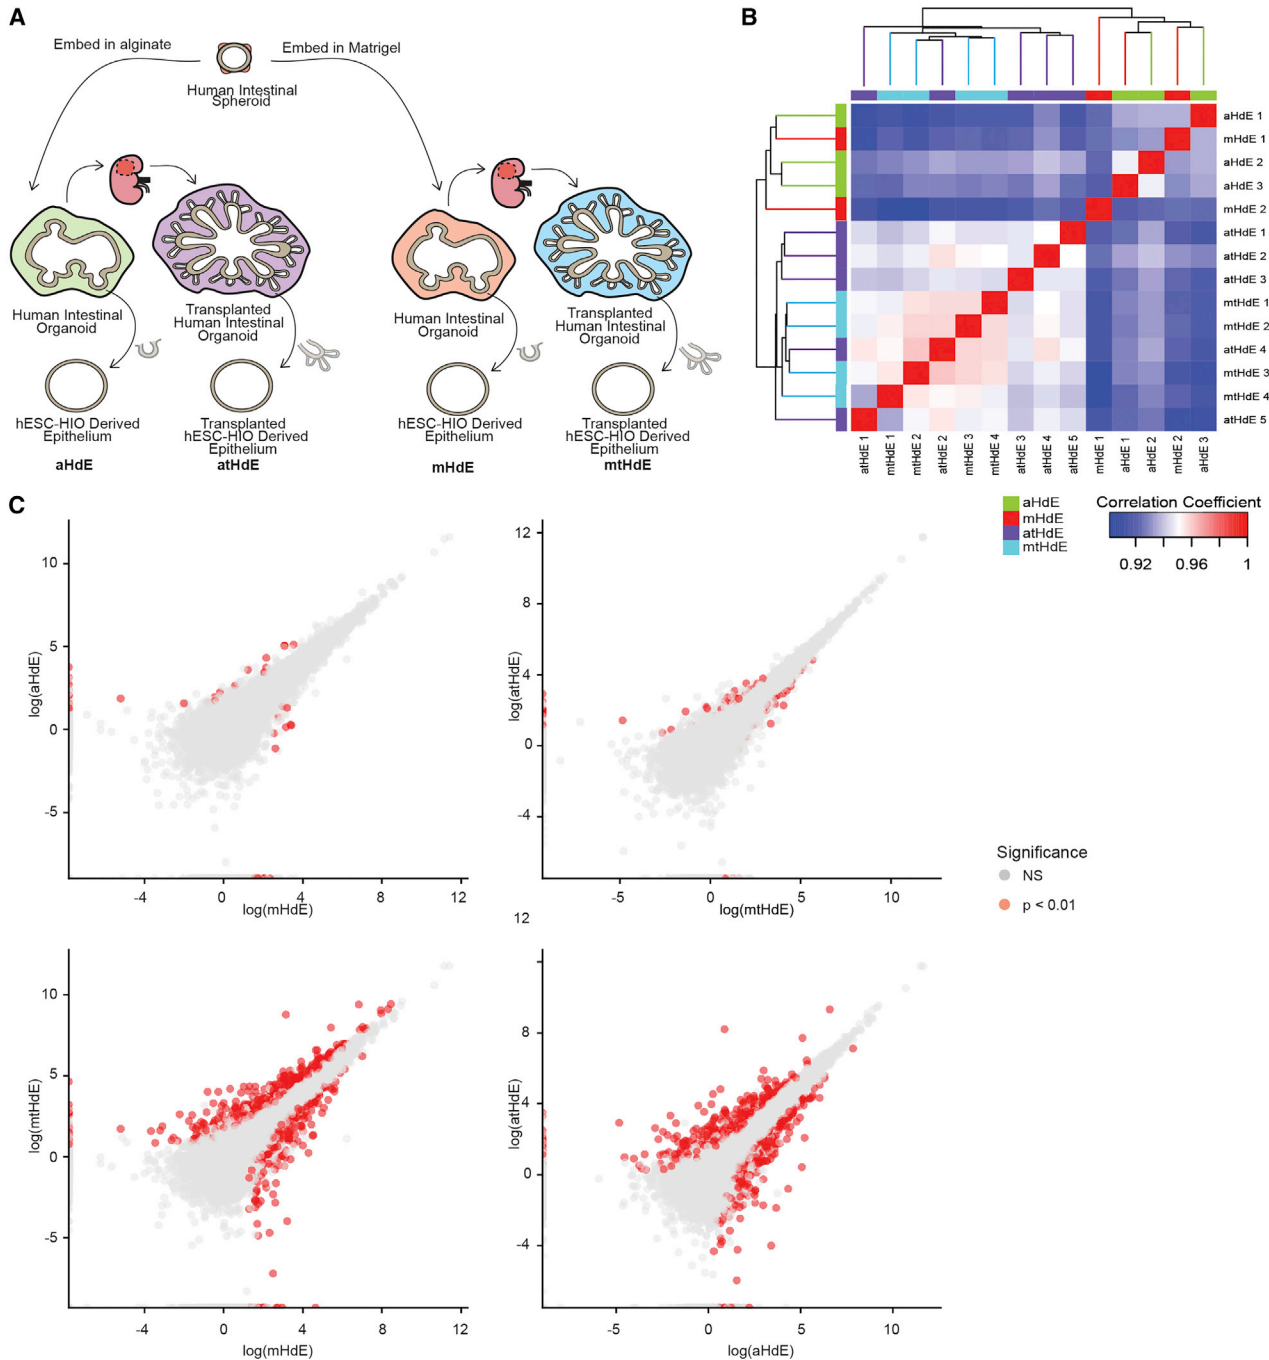 A
Embed in alginate
Embed in Matrigel
Human Intestinal
Spheroid
Human Intestinal
Organoid
Transplanted
Human Intestinal
Organoid
Human Intestinal
Organoid
Transplanted
Human Intestinal
Organoid
hESC-HIO Derived
Epithelium
aHdE
Transplanted
hESC-HIO Derived
Epithelium
atHdE
hESC-HIO Derived
Epithelium
mHdE
Transplanted
hESC-HIO Derived
Epithelium
mtHdE
B
aHdE 1
mHdE 1
aHdE 2
aHdE 3
mHdE 2
atHdE 1
atHdE 2
atHdE 3
mtHdE 1
mtHdE 2
atHdE 4
mtHdE 3
mtHdE 4
atHdE 5
atHdE 1
mtHdE 1
mtHdE 2
atHdE 2
mtHdE 3
mtHdE 4
atHdE 3
atHdE 4
atHdE 5
mHdE 1
aHdE 1
aHdE 2
mHdE 2
aHdE 3
aHdE
mHdE
atHdE
mtHdE
Correlation Coefficient
0.92 0.96 1
C
log(aHdE)
10
5
0
-5
-4 0 4 8 12
log(mHdE)
log(atHdE)
12
8
4
0
-4
-5 0 5 10
log(mtHdE)
Significance
NS
p < 0.01
log(mtHdE)
10
5
0
-5
-4 0 4 8 12
log(mHdE)
12
log(atHdE)
8
4
0
-4
-5 0 5 10
log(aHdE)